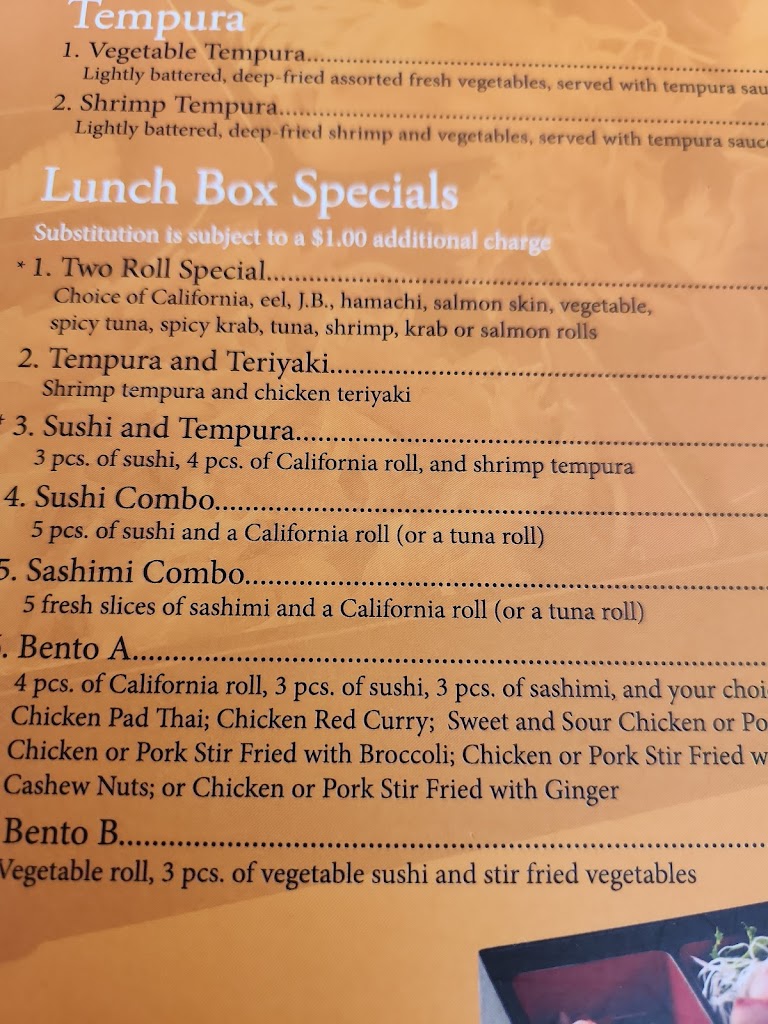 Tempura
1. Vegetable Tempura
Lightly battered, deep-fried assorted fresh vegetables, served with tempura
2. Shrimp Tempura
Lightly battered, deep-fried shrimp and vegetables, served with tempura sauce
Lunch Box Specials
Substitution is subject to a $1.00 additional charge
* 1. Two Roll Special
Choice of California, eel, J.B., hamachi, salmon skin, vegetable,
spicy tuna, spicy krab, tuna, shrimp, krab or salmon rolls
2. Tempura and Teriyaki
Shrimp tempura and chicken teriyaki
3. Sushi and Tempura
3 pcs. of sushi, 4 pcs. of California roll, and shrimp tempura
4. Sushi Combo
5 pcs. of sushi and a California roll (or a tuna roll)
5. Sashimi Combo
5 fresh slices of sashimi and a California roll (or a tuna roll)
Bento A
4 pcs. of California roll, 3 pcs. of sushi, 3 pcs. of sashimi, and your
Chicken Pad Thai; Chicken Red Curry; Sweet and Sour Chicken or
Chicken or Pork Stir Fried with Broccoli; Chicken or Pork Stir Fried
Cashew Nuts; or Chicken or Pork Stir Fried with Ginger
Bento B
Vegetable roll, 3 pcs. of vegetable sushi and stir fried vegetables